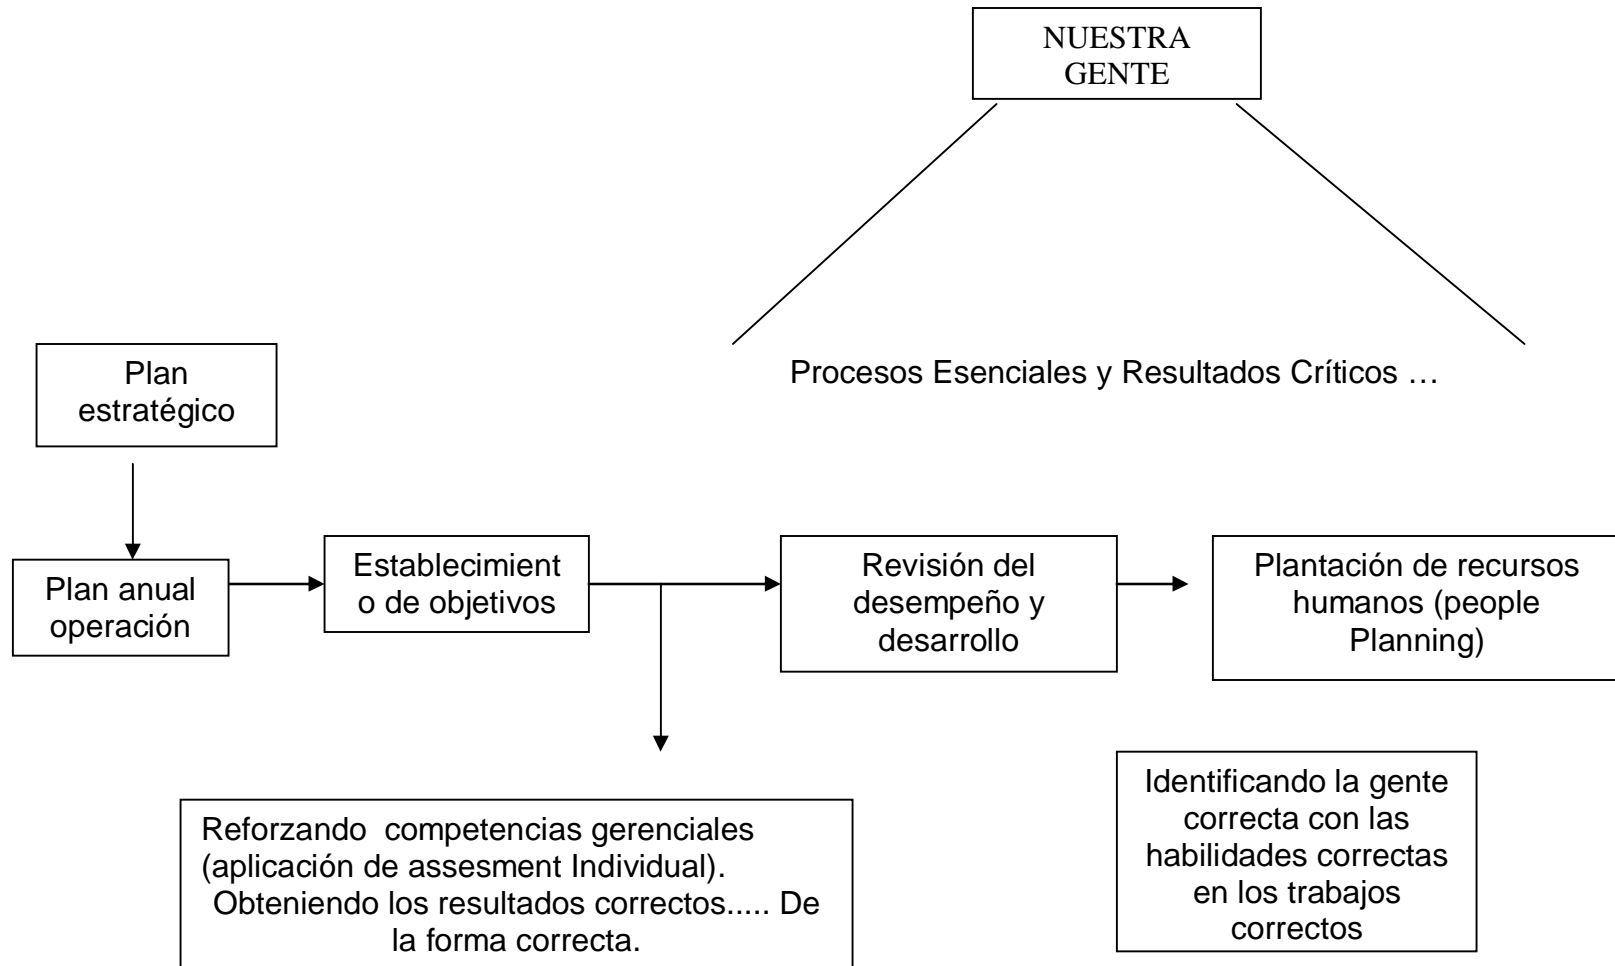 NUESTRA
GENTE
Procesos Esenciales y Resultados Críticos …
Plan
estratégico
Plan anual
operación
Establecimient
o de objetivos
Revisión del
desempeño y
desarrollo
Plantación de recursos
humanos (people
Planning)
Reforzando competencias gerenciales
(aplicación de assesment Individual).
Obteniendo los resultados correctos..... De
la forma correcta.
Identificando la gente
correcta con las
habilidades correctas
en los trabajos
correctos